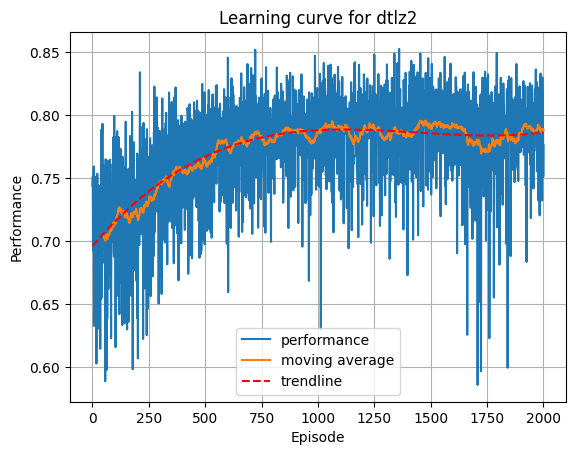 Learning curve for dtlz2
Performance
0.85
0.80
0.75
0.70
0.65
0.60
performance
moving average
trendline
0 250 500 750 1000 1250 1500 1750 2000
Episode